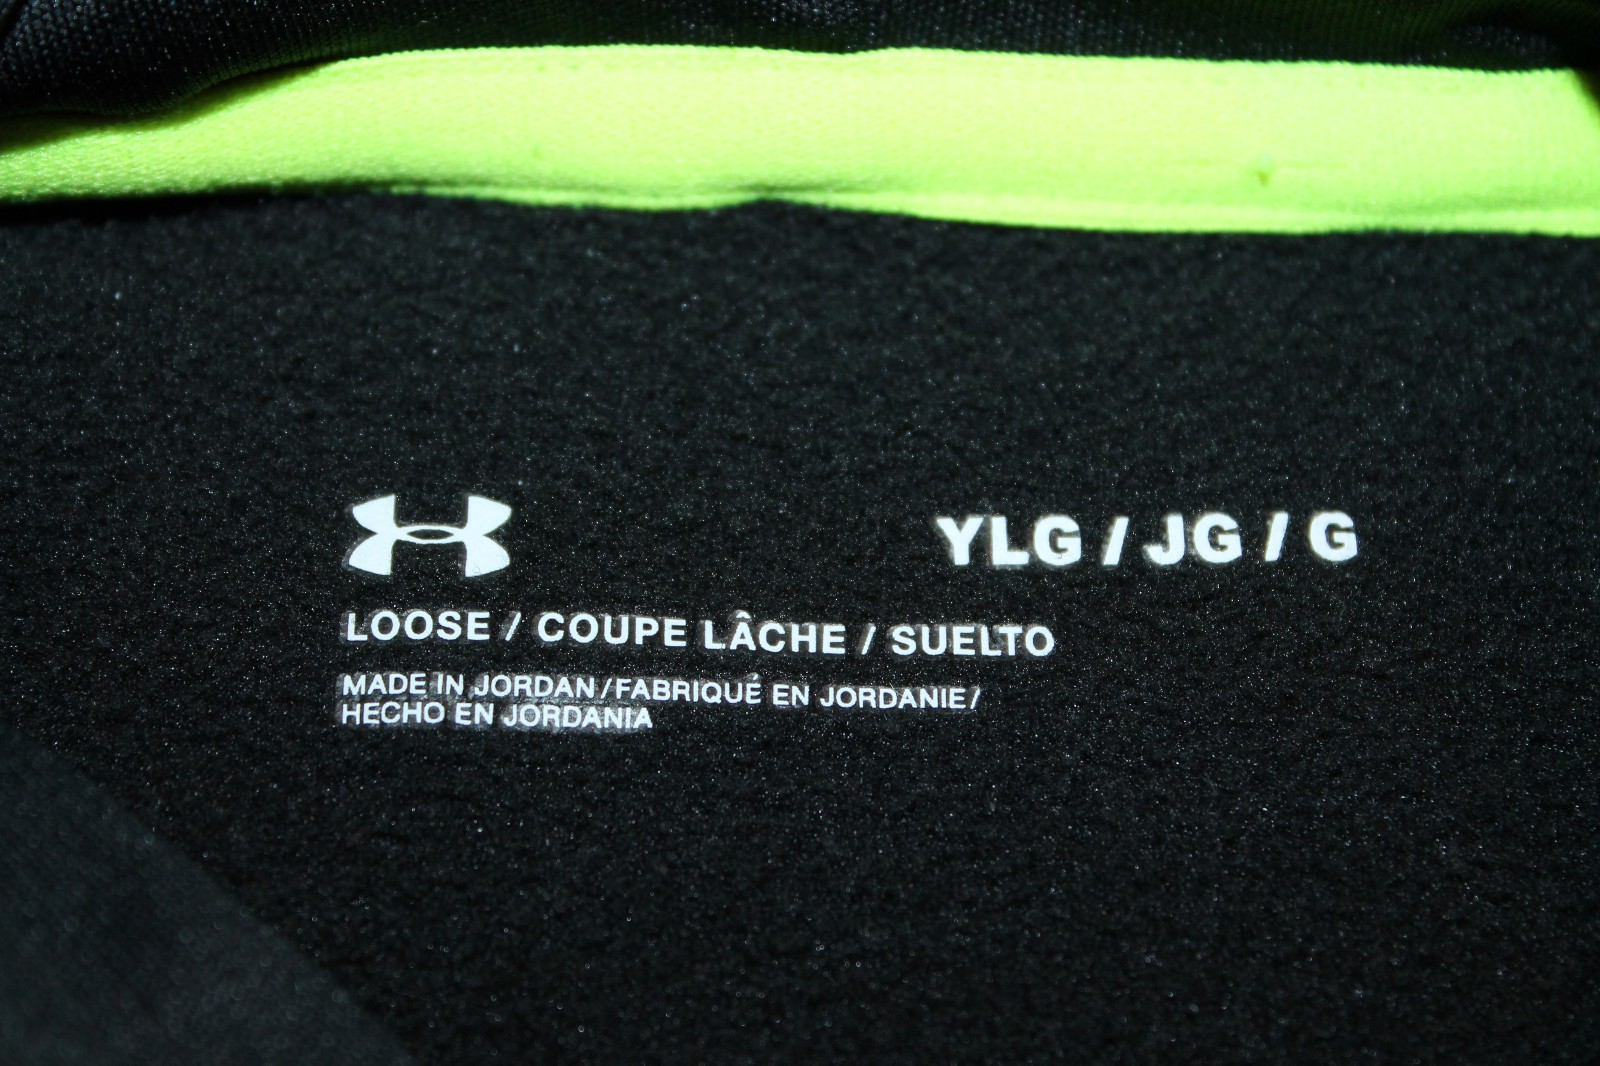 YLG / JG / G
LOOSE / COUPE LÂCHE / SUELTO
MADE IN JORDAN/FABRIQUÉ EN JORDANIE/
HECHO EN JORDANIA